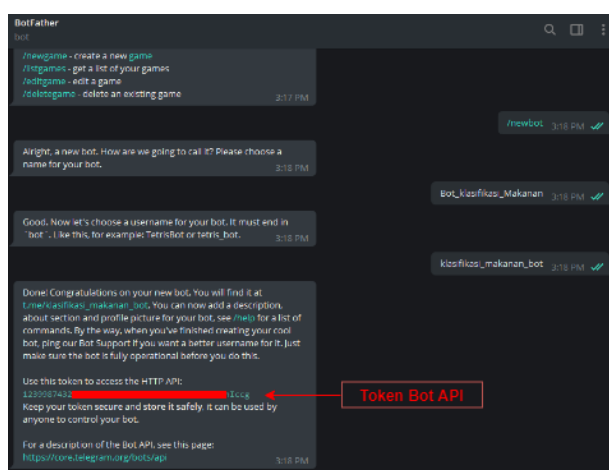 BotFather
bot
/newgame - create a new game
/listgames - get a list of your games
/editgame - edit a game
/deletegame - delete an existing game
3:17 PM
/newbot 3:18 PM
Alright, a new bot. How are we going to call it? Please choose a
name for your bot.
3:18 PM
Bot_klasifikasi_Makanan 3:18 PM
Good. Now let's choose a username for your bot. It must end in
`bot`. Like this, for example: TetrisBot or tetris_bot.
3:18 PM
klasifikasi_makanan_bot 3:18 PM
Done! Congratulations on your new bot. You will find it at
t.me/klasifikasi_makanan_bot. You can now add a description,
about section and profile picture for your bot, see /help for a list of
commands. By the way, when you've finished creating your cool
bot, ping our Bot Support if you want a better username for it. Just
make sure the bot is fully operational before you do this.
Use this token to access the HTTP API:
1239987432 Iccg
Token Bot API
Keep your token secure and store it safely, it can be used by
anyone to control your bot.
For a description of the Bot API, see this page:
https://core.telegram.org/bots/api
3:18 PM